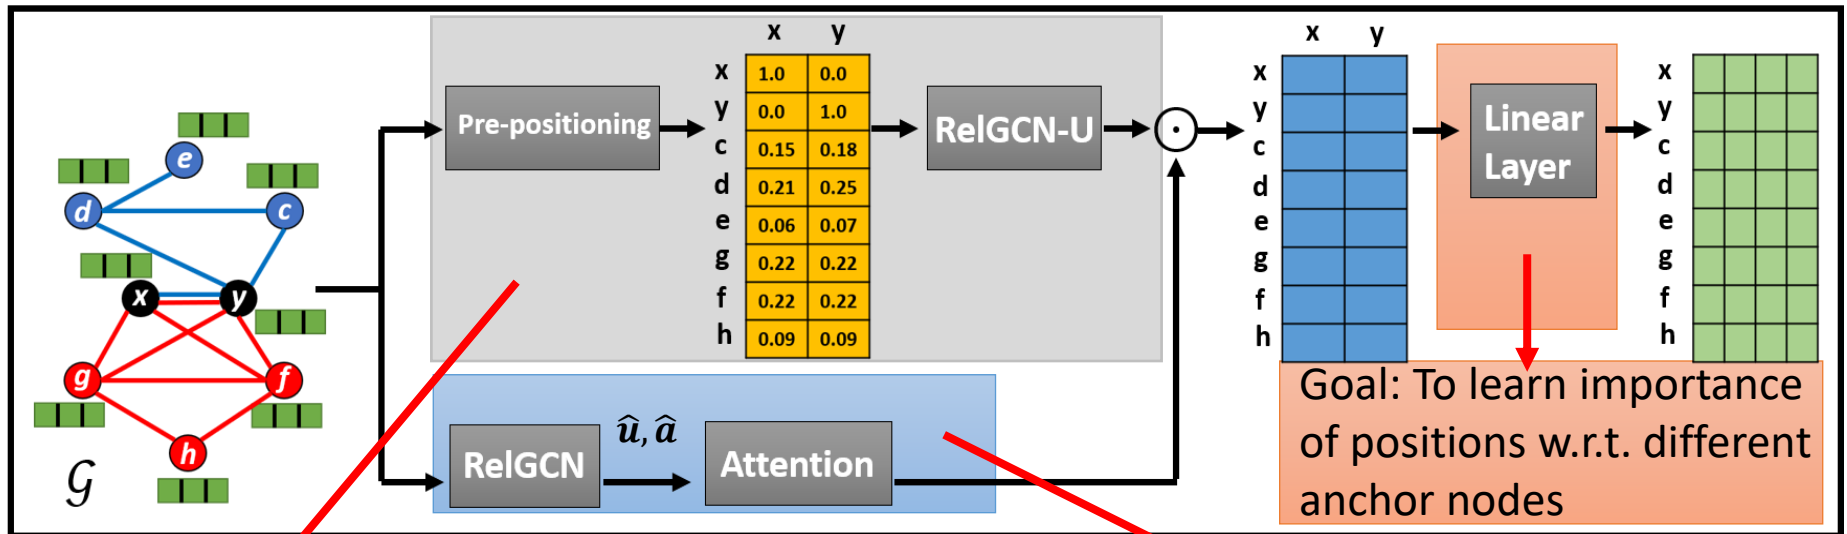 e
d
c
x
y
g
f
h
𝒢
Pre-positioning
x y
x 1.0 0.0
y 0.0 1.0
c 0.15 0.18
d 0.21 0.25
e 0.06 0.07
g 0.22 0.22
f 0.22 0.22
h 0.09 0.09
RelGCN-U
RelGCN
û, â
Attention
x y
x
y
c
d
e
g
f
h
Linear
Layer
x
y
c
d
e
g
f
h
Goal: To learn importance
of positions w.r.t. different
anchor nodes